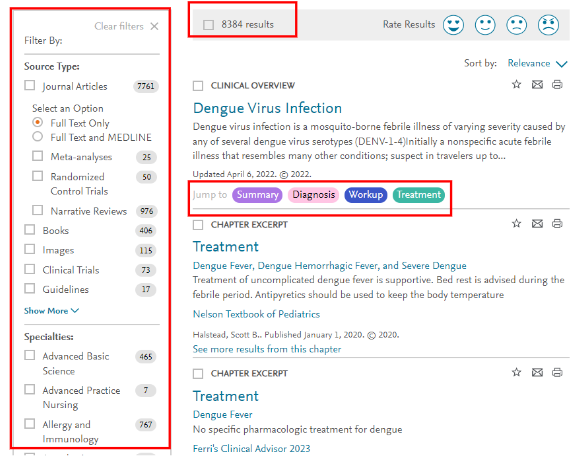 Clear filters ×
Filter By:
Source Type:
Journal Articles 7761
Select an Option
Full Text Only
Full Text and MEDLINE
Meta-analyses 25
Randomized 50
Control Trials
Narrative Reviews 976
Books 406
Images 115
Clinical Trials 73
Guidelines 17
Show More
Specialties:
Advanced Basic 465
Science
Advanced Practice 7
Nursing
Allergy and 767
Immunology
8384 results
Rate Results
Sort by: Relevance
CLINICAL OVERVIEW
Dengue Virus Infection
Dengue virus infection is a mosquito-borne febrile illness of varying severity caused by
any of several dengue virus serotypes (DENV-1-4)Initially a nonspecific acute febrile
illness that resembles many other conditions; suspect in travelers up to...
Updated April 6, 2022. © 2022.
Jump to Summary Diagnosis Workup Treatment
CHAPTER EXCERPT
Treatment
Dengue Fever, Dengue Hemorrhagic Fever, and Severe Dengue
Treatment of uncomplicated dengue fever is supportive. Bed rest is advised during the
febrile period. Antipyretics should be used to keep the body temperature
Nelson Textbook of Pediatrics
Halstead, Scott B.. Published January 1, 2020. © 2020.
See more results from this chapter
CHAPTER EXCERPT
Treatment
Dengue Fever
No specific pharmacologic treatment for dengue
Ferri's Clinical Advisor 2023